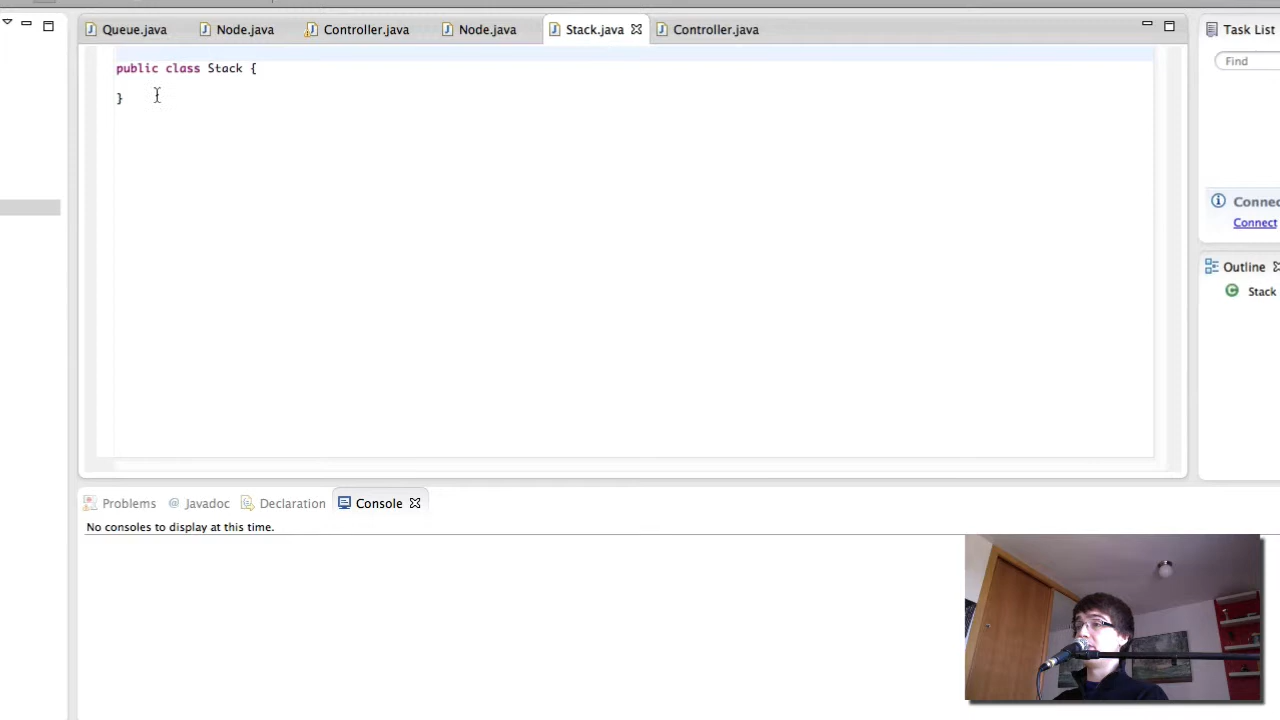 Queue.java
Node.java
Controller.java
Node.java
Stack.java
Controller.java
public class Stack {
}
Task List
Find
Connec
Connect
Outline
Stack
Problems
@ Javadoc
Declaration
Console
No consoles to display at this time.